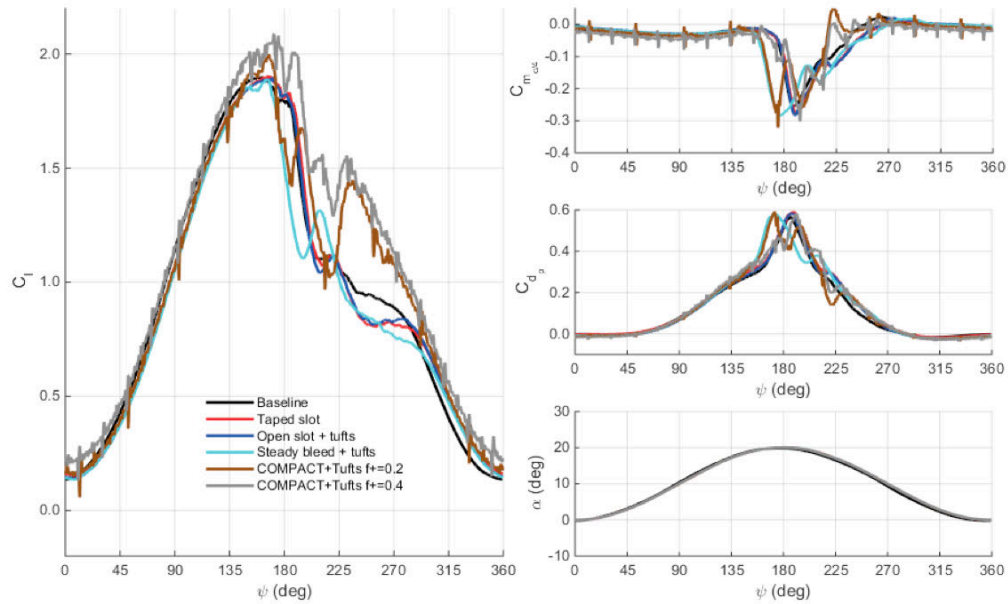 2.0
1.5
1.0
0.5
0.0
C_l
Baseline
Taped slot
Open slot + tufts
Steady bleed + tufts
COMPACT+Tufts f+=0.2
COMPACT+Tufts f+=0.4
0 45 90 135 180 225 270 315 360
ψ (deg)
0.0
-0.1
-0.2
-0.3
-0.4
C_m_c/4
0 45 90 135 180 225 270 315 360
ψ (deg)
0.6
0.4
0.2
0.0
C_d_p
0 45 90 135 180 225 270 315 360
ψ (deg)
30
20
10
0
-10
α (deg)
0 45 90 135 180 225 270 315 360
ψ (deg)